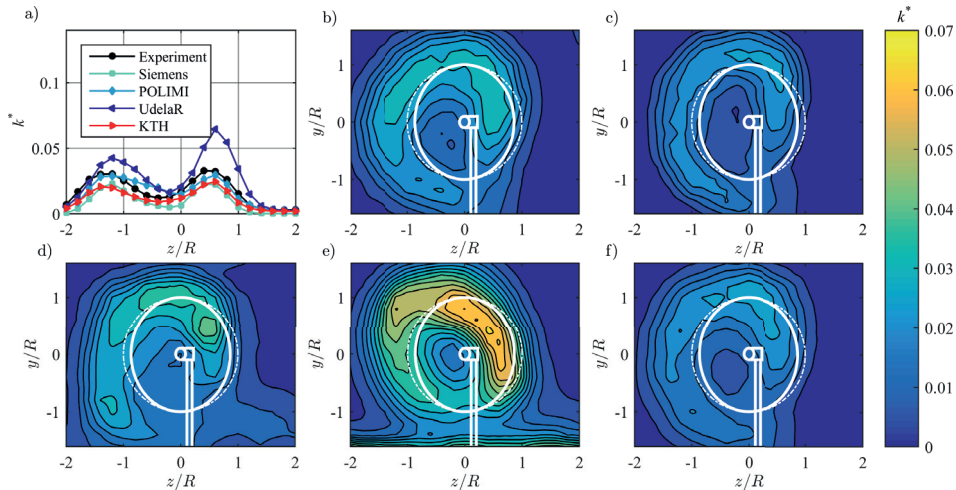 a)
0.1
0.05
0
k*
-2 -1 0 1 2
z/R
Experiment
Siemens
POLIMI
UdelaR
KTH
b)
1
0
-1
y/R
-2 -1 0 1 2
z/R
c)
1
0
-1
y/R
-2 -1 0 1 2
z/R
k*
0.07
0.06
0.05
0.04
0.03
0.02
0.01
0
d)
1
0
-1
y/R
-2 -1 0 1 2
z/R
e)
1
0
-1
y/R
-2 -1 0 1 2
z/R
f)
1
0
-1
y/R
-2 -1 0 1 2
z/R